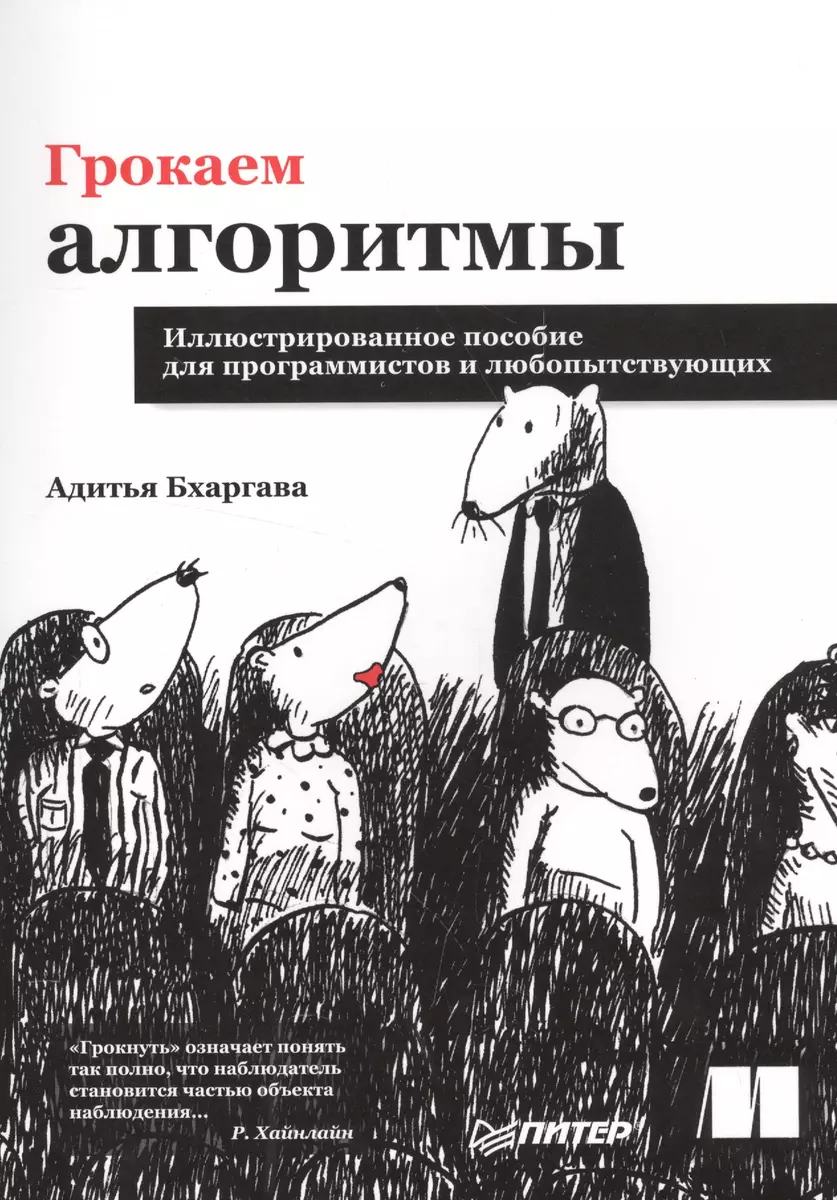 Грокаем
алгоритмы
Иллюстрированное пособие
для программистов и любопытствующих
Адитья Бхаргава
«Грокнуть» означает понять
так полно, что наблюдатель
становится частью объекта
наблюдения...
Р. Хайнлайн
ПИТЕР®